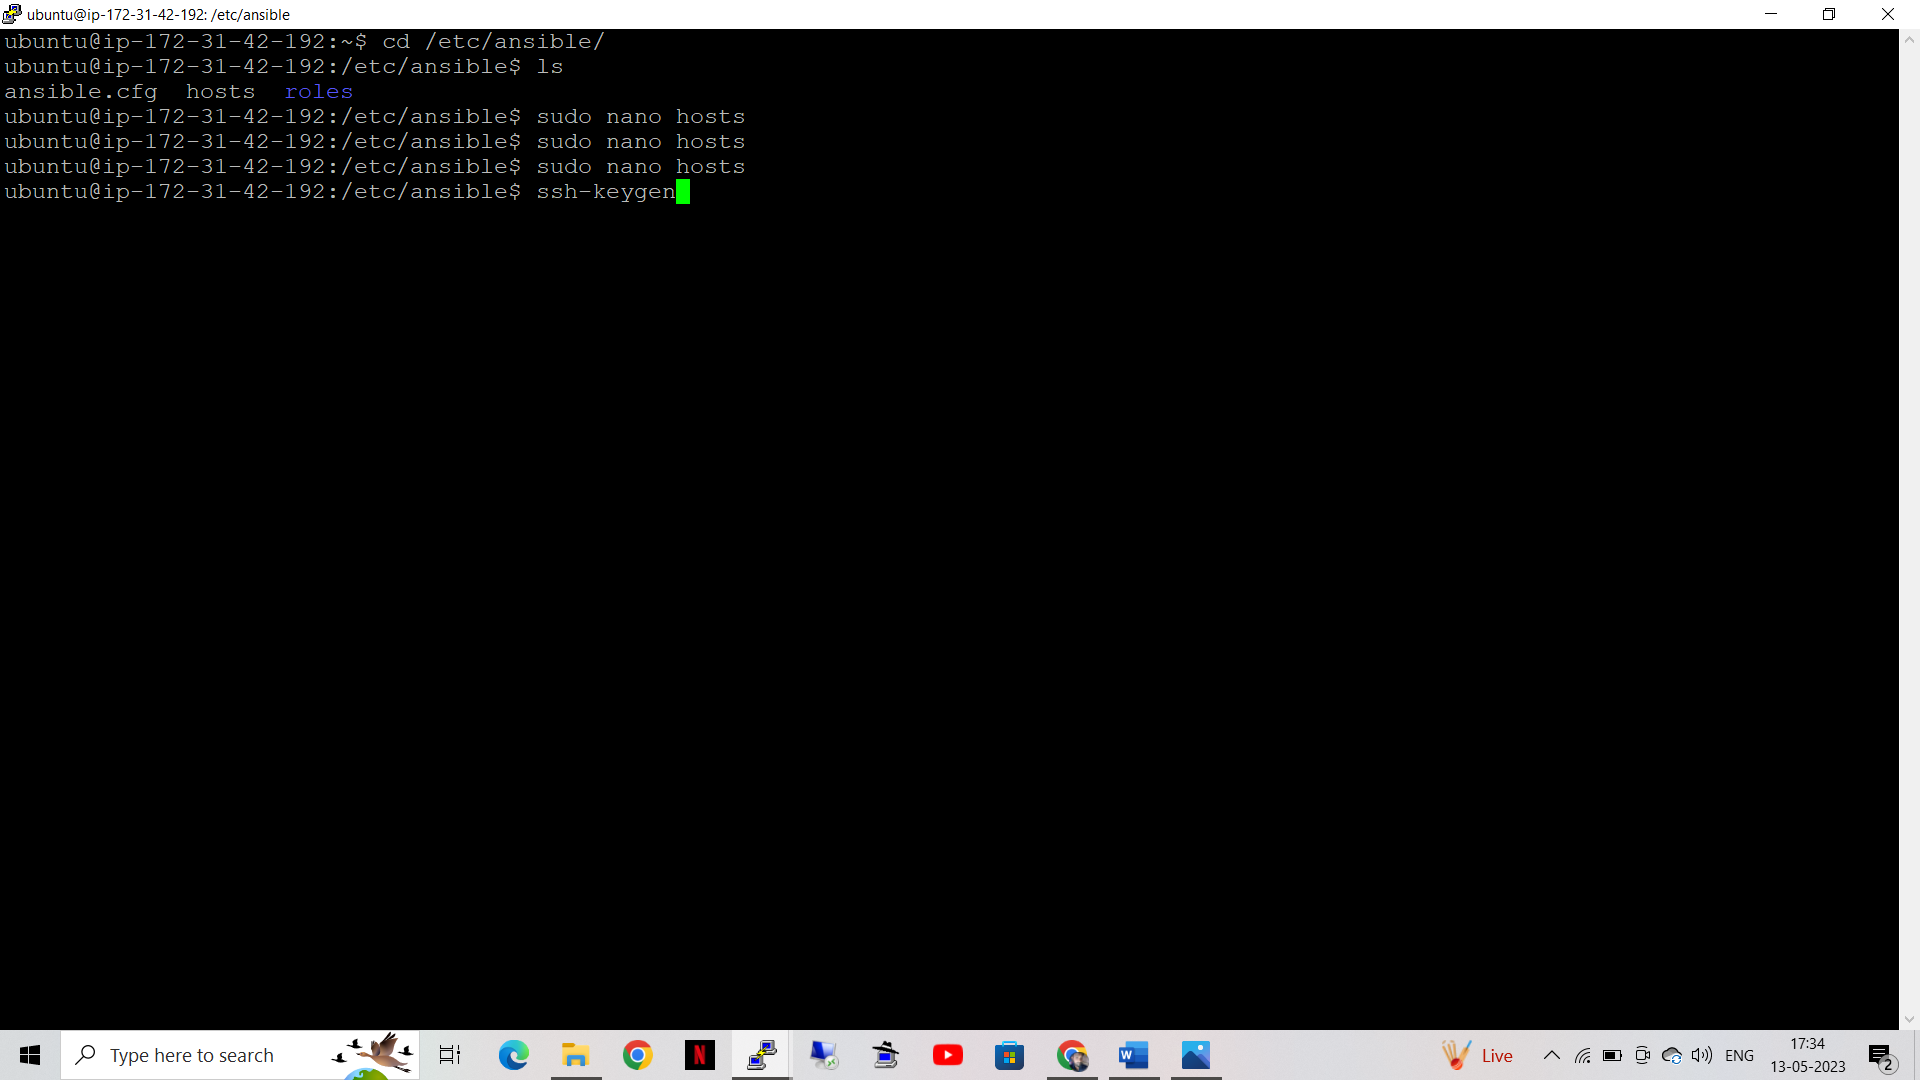 ubuntu@ip-172-31-42-192: /etc/ansible
ubuntu@ip-172-31-42-192:~$ cd /etc/ansible/
ubuntu@ip-172-31-42-192:/etc/ansible$ ls
ansible.cfg  hosts  roles
ubuntu@ip-172-31-42-192:/etc/ansible$ sudo nano hosts
ubuntu@ip-172-31-42-192:/etc/ansible$ sudo nano hosts
ubuntu@ip-172-31-42-192:/etc/ansible$ sudo nano hosts
ubuntu@ip-172-31-42-192:/etc/ansible$ ssh-keygen
Type here to search
N
W
Live
ENG
17:34
13-05-2023
2